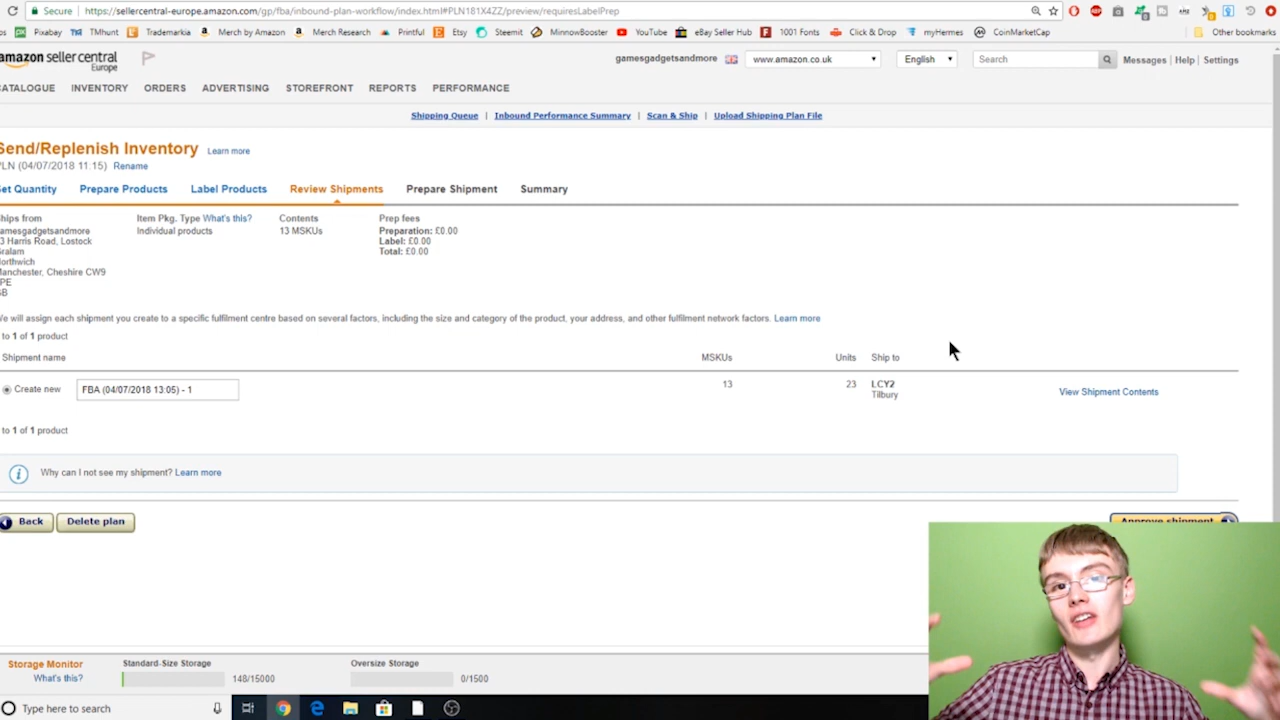 Secure https://sellercentral-europe.amazon.com/gp/fba/inbound-plan-workflow/index.html#PLN181X4ZZ/preview/requiresLabelPrep
Pixabay TMhunt Trademarkia Merch by Amazon Merch Research Printful Etsy Steemit MinnowBooster YouTube eBay Seller Hub 1001 Fonts Click & Drop myHermes CoinMarketCap Other bookmarks
amazon seller central
Europe
gamesgadgetsandmore www.amazon.co.uk English Search Messages | Help | Settings
CATALOGUE INVENTORY ORDERS ADVERTISING STOREFRONT REPORTS PERFORMANCE
Shipping Queue | Inbound Performance Summary | Scan & Ship | Upload Shipping Plan File
Send/Replenish Inventory Learn more
PLN (04/07/2018 11.15) Rename
Set Quantity Prepare Products Label Products Review Shipments Prepare Shipment Summary
Ships from
gamesgadgetsandmore
3 Harris Road, Lostock
Gralam
Northwich
Manchester, Cheshire CW9
GB
Item Pkg. Type What's this?
Individual products
Contents
13 MSKUs
Prep fees
Preparation: £0.00
Label: £0.00
Total: £0.00
We will assign each shipment you create to a specific fulfilment centre based on several factors, including the size and category of the product, your address, and other fulfilment network factors. Learn more
to 1 of 1 product
Shipment name MSKUs Units Ship to
Create new FBA (04/07/2018 13:05) - 1 13 23 LCY2
Tilbury
View Shipment Contents
to 1 of 1 product
Why can I not see my shipment? Learn more
Back Delete plan Approve shipment
Storage Monitor
What's this?
Standard-Size Storage
148/15000
Oversize Storage
0/1500
Type here to search